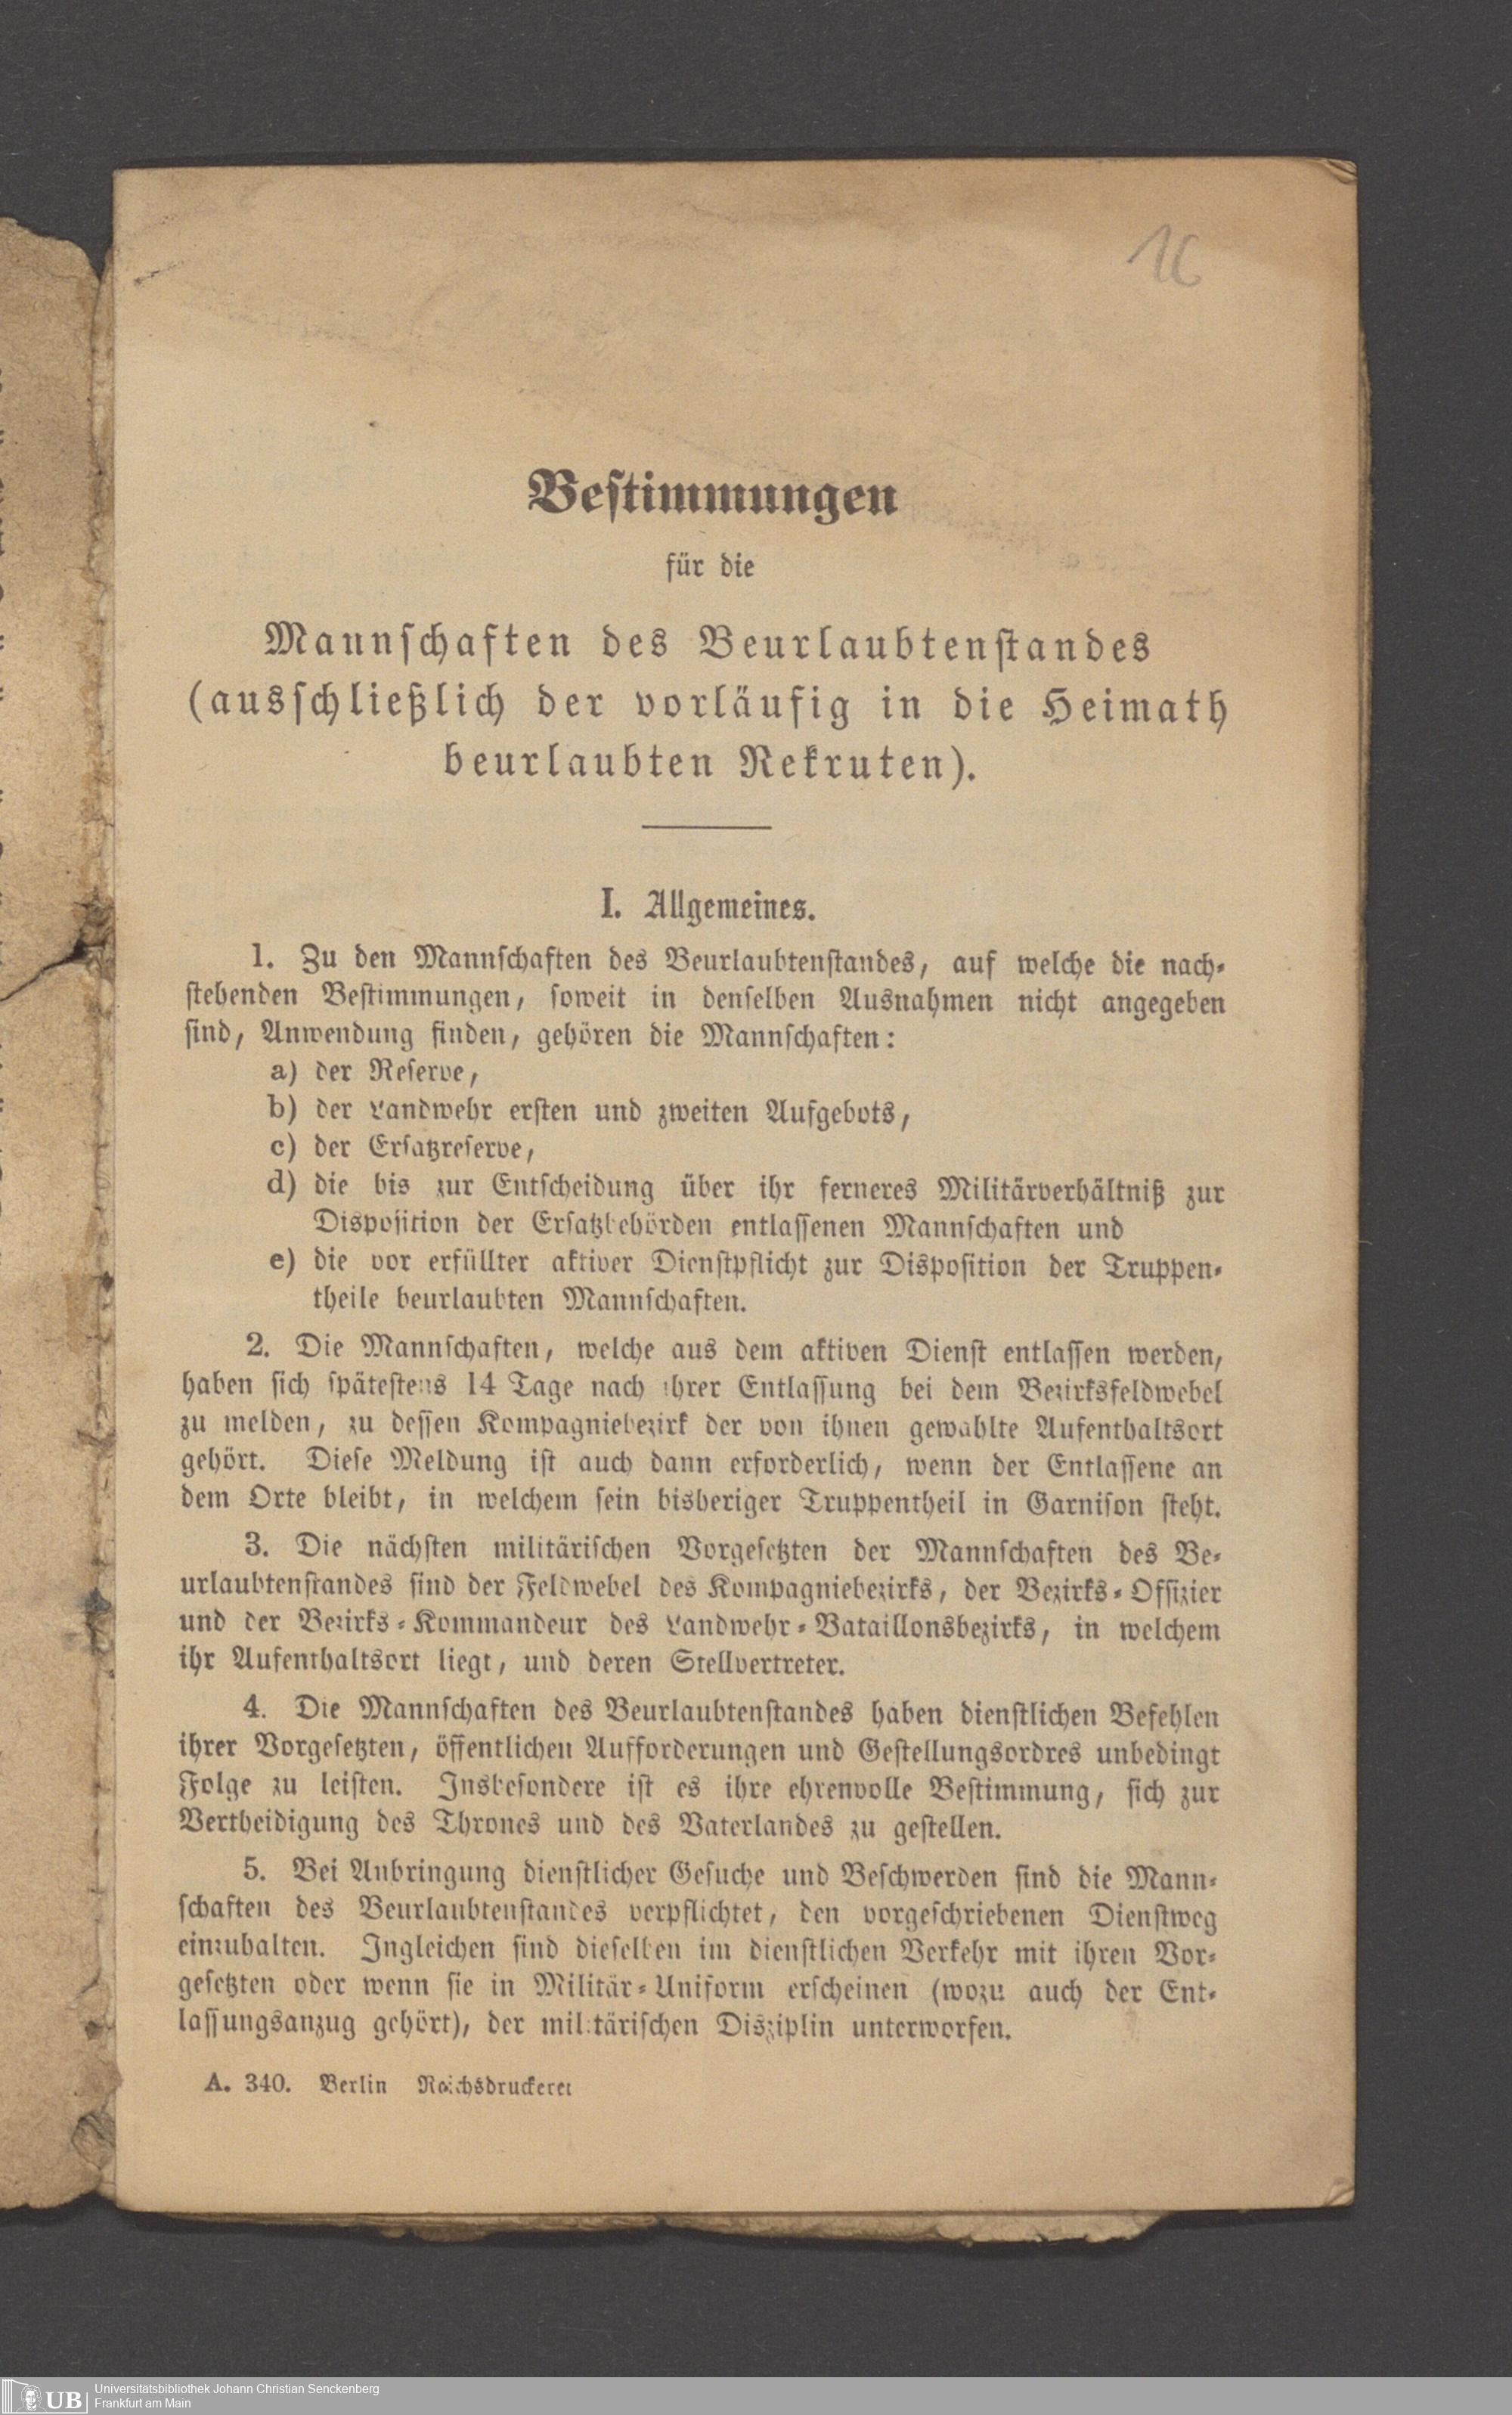 16
Bestimmungen
für die
Mannschaften des Beurlaubtenstandes
(ausschließlich der vorläufig in die Heimath
beurlaubten Rekruten).
I. Allgemeines.
1. Zu den Mannschaften des Beurlaubtenstandes, auf welche die nach-
stehenden Bestimmungen, soweit in denselben Ausnahmen nicht angegeben
sind, Anwendung finden, gehören die Mannschaften:
a) der Reserve,
b) der Landwehr ersten und zweiten Aufgebots,
c) der Ersatzreserve,
d) die bis zur Entscheidung über ihr ferneres Militärverhältniß zur
Disposition der Ersatzbehörden entlassenen Mannschaften und
e) die vor erfüllter aktiver Dienstpflicht zur Disposition der Truppen-
theile beurlaubten Mannschaften.
2. Die Mannschaften, welche aus dem aktiven Dienst entlassen werden,
haben sich spätestens 14 Tage nach ihrer Entlassung bei dem Bezirksfeldwebel
zu melden, zu dessen Kompagniebezirk der von ihnen gewählte Aufenthaltsort
gehört. Diese Meldung ist auch dann erforderlich, wenn der Entlassene an
dem Orte bleibt, in welchem sein bisheriger Truppentheil in Garnison steht.
3. Die nächsten militärischen Vorgesetzten der Mannschaften des Be-
urlaubtenstandes sind der Feldwebel des Kompagniebezirks, der Bezirks-Offizier
und der Bezirks-Kommandeur des Landwehr-Bataillonsbezirks, in welchem
ihr Aufenthaltsort liegt, und deren Stellvertreter.
4. Die Mannschaften des Beurlaubtenstandes haben dienstlichen Befehlen
ihrer Vorgesetzten, öffentlichen Aufforderungen und Gestellungsordres unbedingt
Folge zu leisten. Insbesondere ist es ihre ehrenvolle Bestimmung, sich zur
Vertheidigung des Thrones und des Vaterlandes zu gestellen.
5. Bei Anbringung dienstlicher Gesuche und Beschwerden sind die Mann-
schaften des Beurlaubtenstandes verpflichtet, den vorgeschriebenen Dienstweg
einzuhalten. Ingleichen sind dieselben im dienstlichen Verkehr mit ihren Vor-
gesetzten oder wenn sie in Militär-Uniform erscheinen (wozu auch der Ent-
lassungsanzug gehört), der militärischen Disziplin unterworfen.
A. 340. Berlin Reichsdruckerei
UB
Universitätsbibliothek Johann Christian Senckenberg
Frankfurt am Main